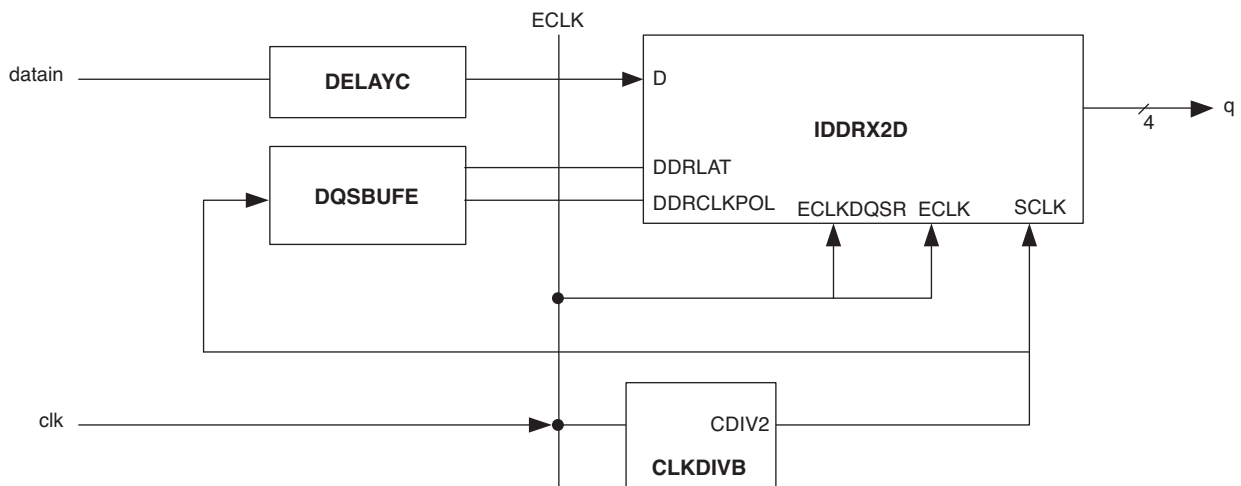 ECLK
datain
DELAYC
D
IDDRX2D
q
4
DDRLAT
DQSBUFE
DDRCLKPOL
ECLKDQSR ECLK SCLK
clk
CDIV2
CLKDIVB